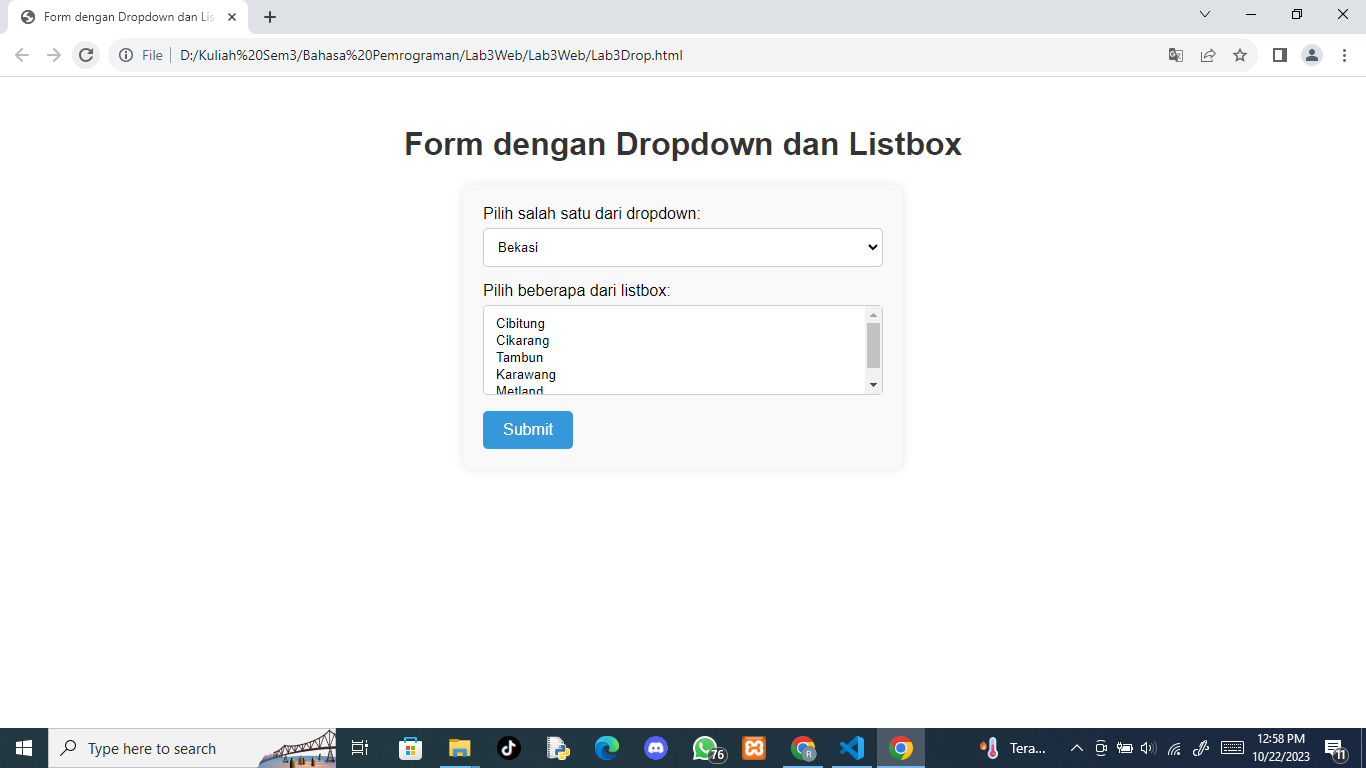 Form dengan Dropdown dan Lis
File
D:/Kuliah%20Sem3/Bahasa%20Pemrograman/Lab3Web/Lab3Web/Lab3Drop.html
Form dengan Dropdown dan Listbox
Pilih salah satu dari dropdown:
Bekasi
Pilih beberapa dari listbox:
Cibitung
Cikarang
Tambun
Karawang
Metland
Submit
Type here to search
76
R
Tera...
12:58 PM
10/22/2023
11